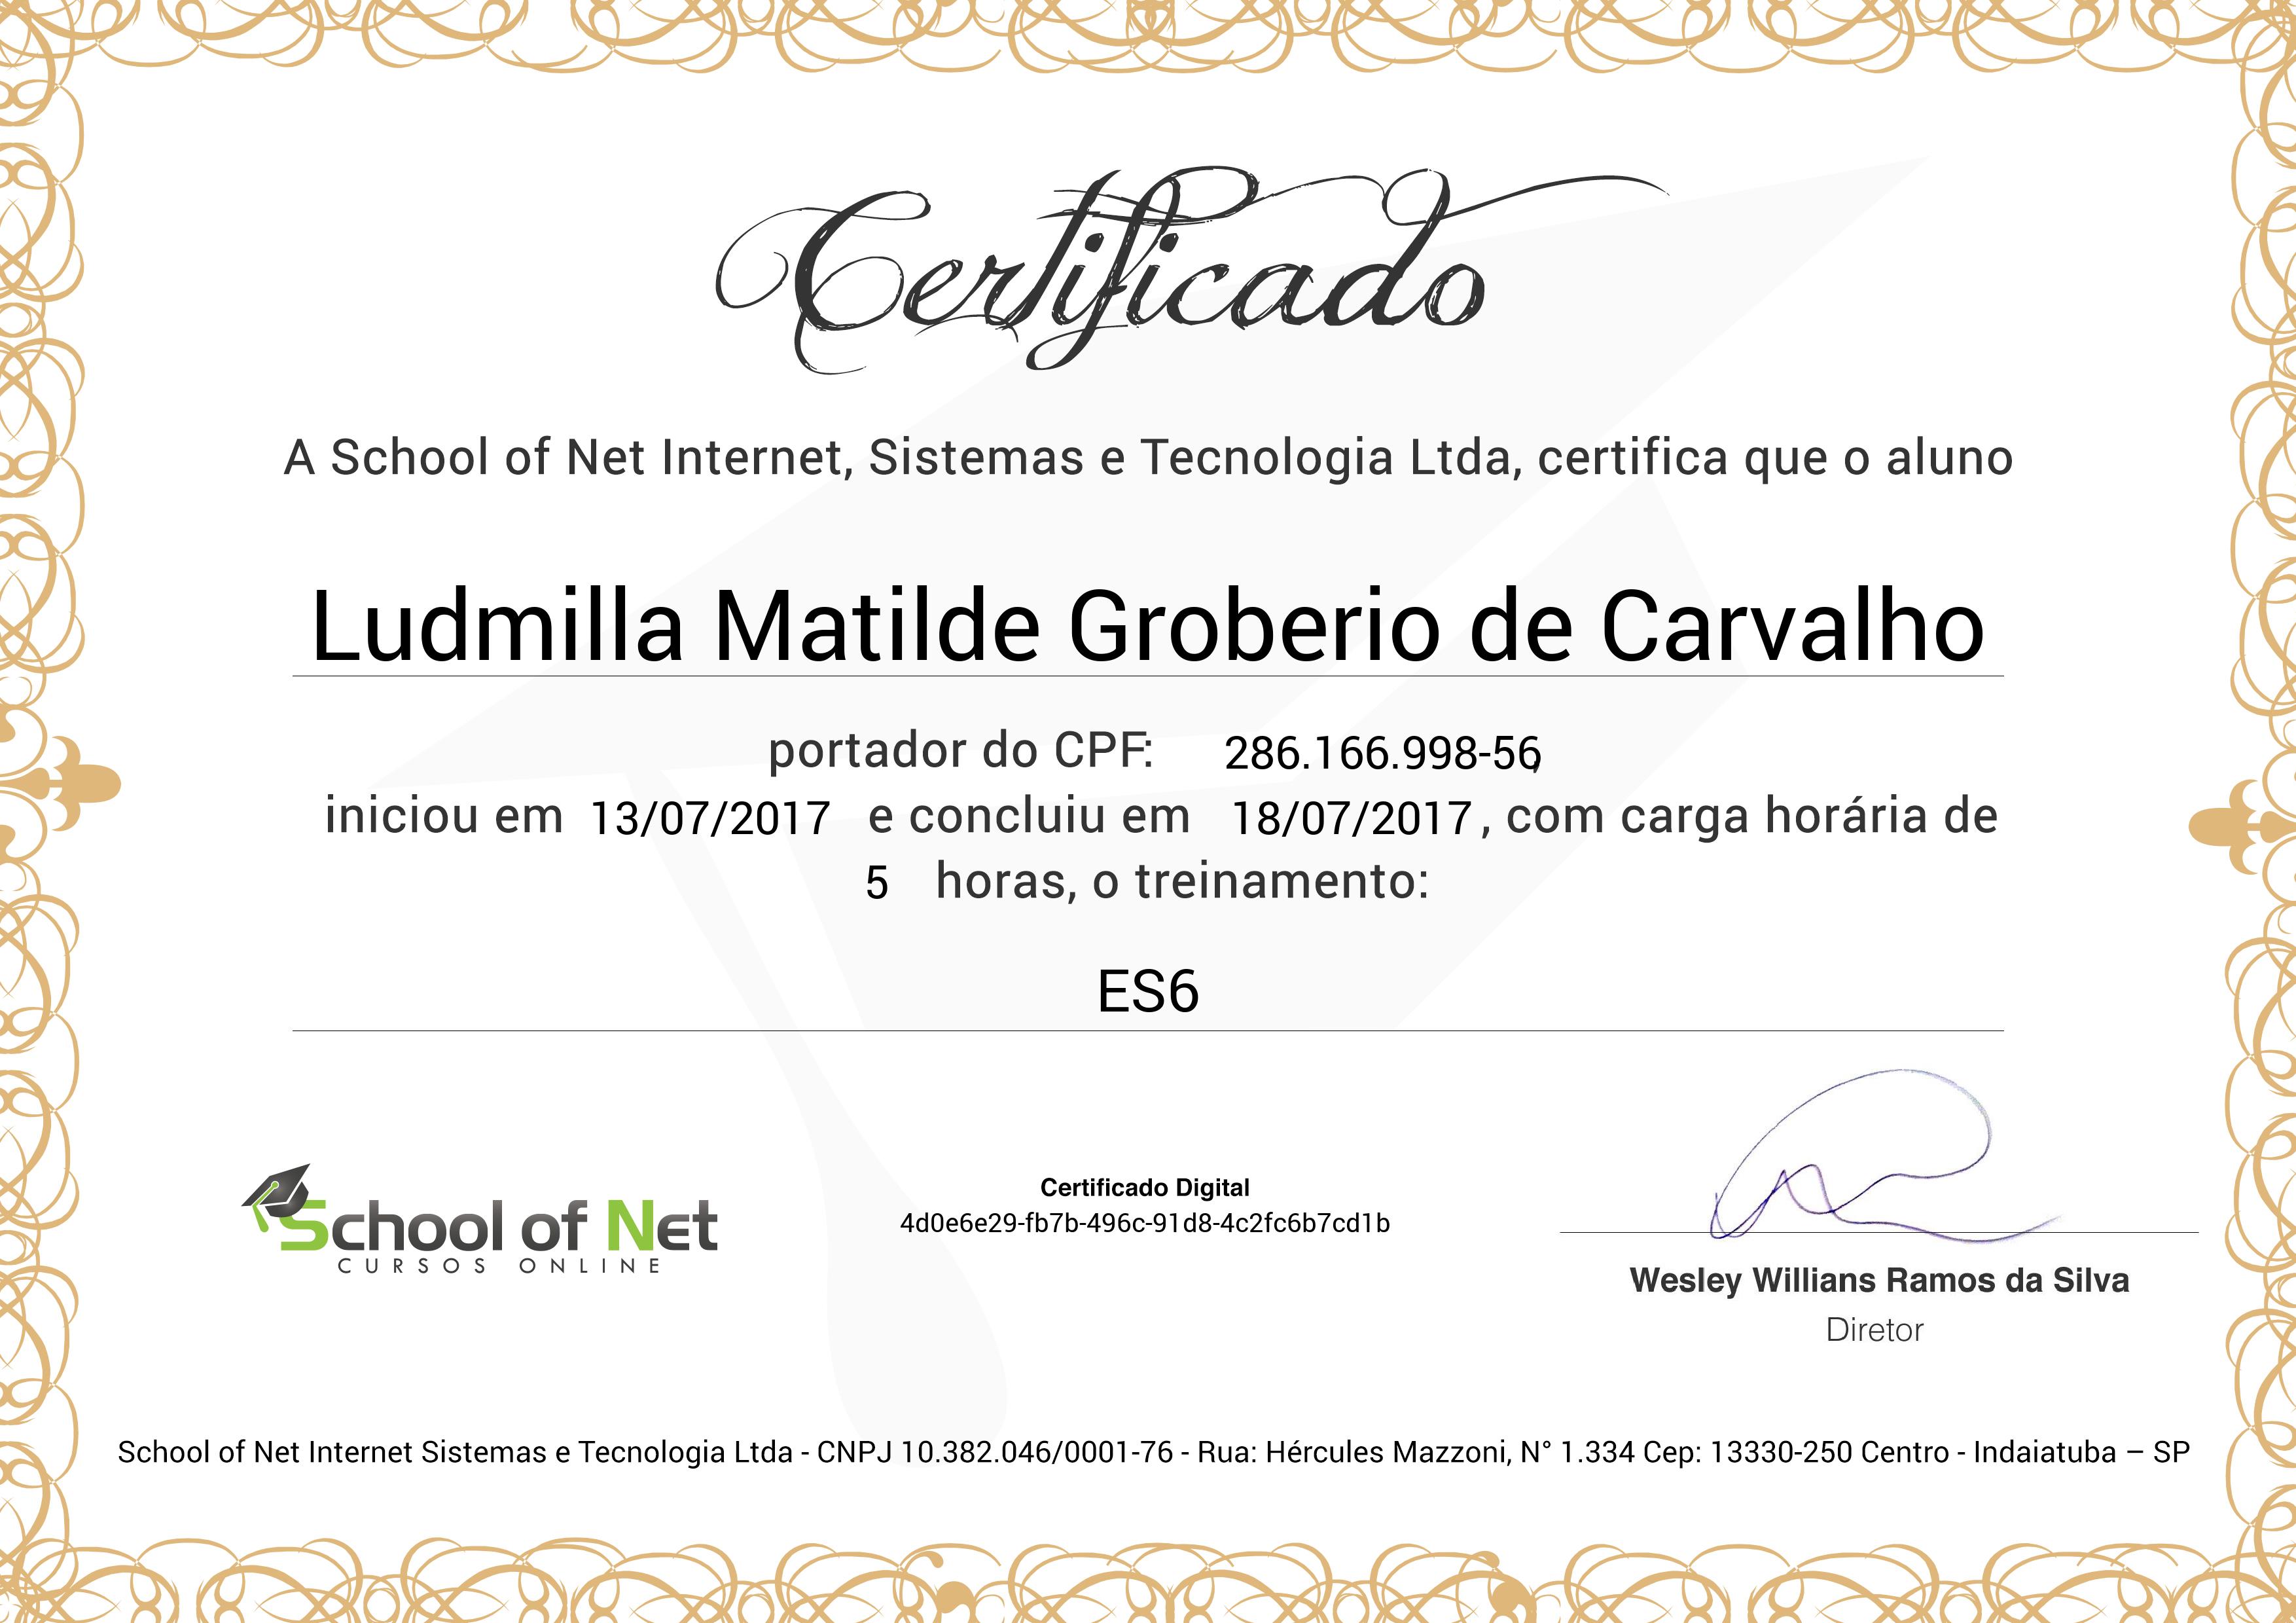 Certificado
A School of Net Internet, Sistemas e Tecnologia Ltda, certifica que o aluno
Ludmilla Matilde Groberio de Carvalho
portador do CPF: 286.166.998-56,
iniciou em 13/07/2017 e concluiu em 18/07/2017, com carga horária de
5 horas, o treinamento:
ES6
School of Net
CURSOS ONLINE
Certificado Digital
4d0e6e29-fb7b-496c-91d8-4c2fc6b7cd1b
Wesley Willians Ramos da Silva
Diretor
School of Net Internet Sistemas e Tecnologia Ltda - CNPJ 10.382.046/0001-76 - Rua: Hércules Mazzoni, N° 1.334 Cep: 13330-250 Centro - Indaiatuba – SP